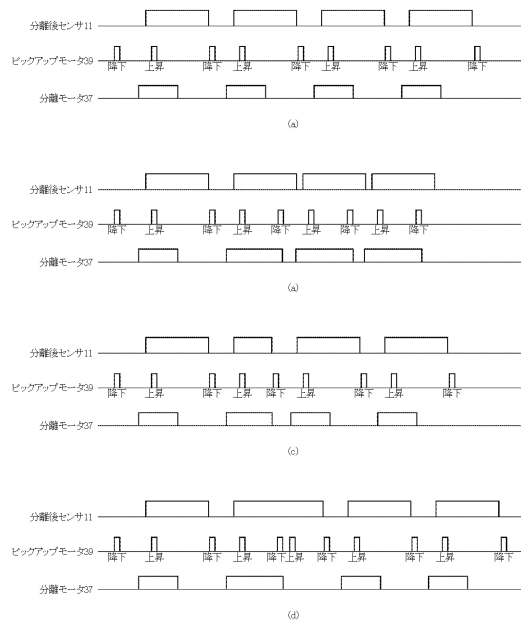 分離後センサ11
ピックアップモータ39
降下 上昇 降下 上昇 降下 上昇 降下 上昇 降下
分離モータ37
(a)
分離後センサ11
ピックアップモータ39
降下 上昇 降下 上昇 降下 上昇 降下 上昇 降下
分離モータ37
(a)
分離後センサ11
ピックアップモータ39
降下 上昇 降下 上昇 降下 上昇 降下 上昇 降下
分離モータ37
(c)
分離後センサ11
ピックアップモータ39
降下 上昇 降下 上昇 降下 上昇 降下 上昇 降下 上昇 降下
分離モータ37
(d)